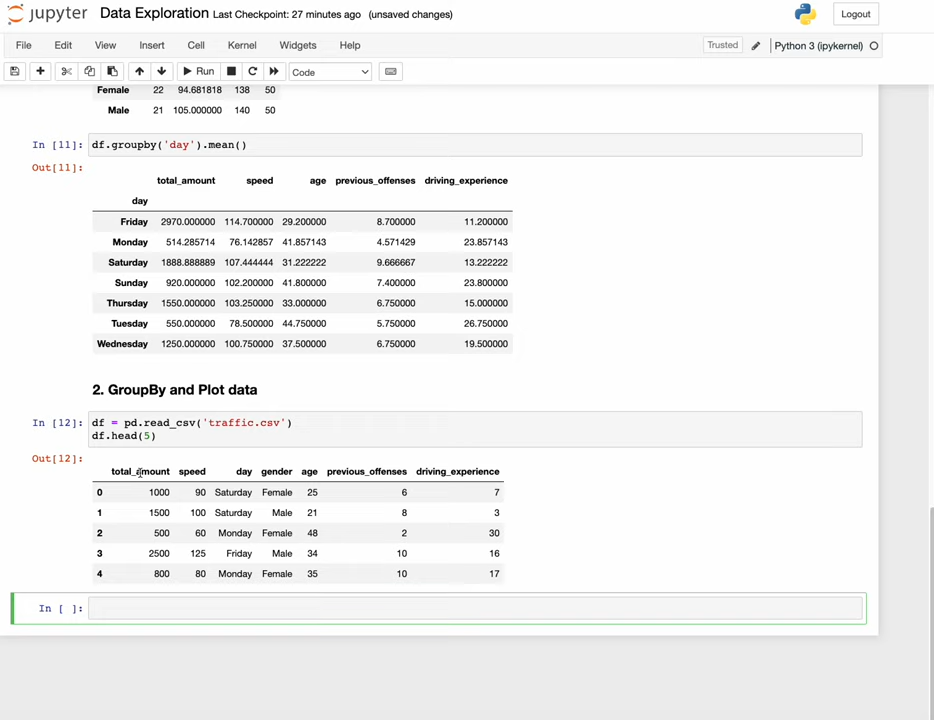 jupyter Data Exploration Last Checkpoint: 27 minutes ago (unsaved changes) Logout
File Edit View Insert Cell Kernel Widgets Help Trusted Python 3 (ipykernel)
Run Code
Female 22 94.681818 138 50
Male 21 105.000000 140 50
In [11]: df.groupby('day').mean()
Out[11]:
total_amount speed age previous_offenses driving_experience
day
Friday 2970.000000 114.700000 29.200000 8.700000 11.200000
Monday 514.285714 76.142857 41.857143 4.571429 23.857143
Saturday 1888.888889 107.444444 31.222222 9.666667 13.222222
Sunday 920.000000 102.200000 41.800000 7.400000 23.800000
Thursday 1550.000000 103.250000 33.000000 6.750000 15.000000
Tuesday 550.000000 78.500000 44.750000 5.750000 26.750000
Wednesday 1250.000000 100.750000 37.500000 6.750000 19.500000
2. GroupBy and Plot data
In [12]: df = pd.read_csv('traffic.csv')
df.head(5)
Out[12]:
total_amount speed day gender age previous_offenses driving_experience
0 1000 90 Saturday Female 25 6 7
1 1500 100 Saturday Male 21 8 3
2 500 60 Monday Female 48 2 30
3 2500 125 Friday Male 34 10 16
4 800 80 Monday Female 35 10 17
In [ ]: